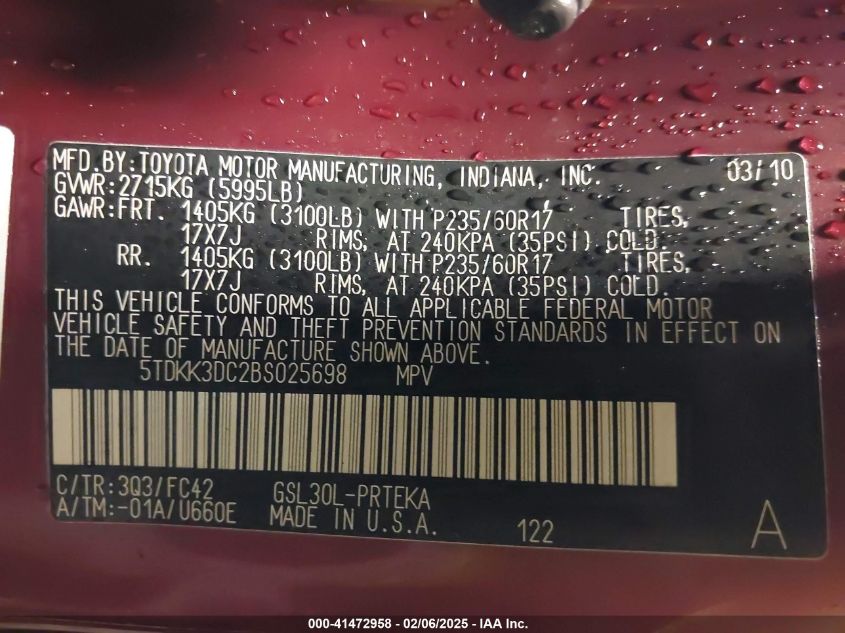 MFD. BY: TOYOTA MOTOR MANUFACTURING, INDIANA, INC. 03/10
GVWR: 2715KG (5995LB)
GAWR: FRT. 1405KG (3100LB) WITH P235/60R17 TIRES,
17X7J RIMS, AT 240KPA (35PSI) COLD.
RR. 1405KG (3100LB) WITH P235/60R17 TIRES,
17X7J RIMS, AT 240KPA (35PSI) COLD.
THIS VEHICLE CONFORMS TO ALL APPLICABLE FEDERAL MOTOR
VEHICLE SAFETY AND THEFT PREVENTION STANDARDS IN EFFECT ON
THE DATE OF MANUFACTURE SHOWN ABOVE.
5TDKK3DC2BS025698 MPV
C/TR: 3Q3/FC42 GSL30L-PRTEKA
A/TM: -01A/U660E MADE IN U.S.A. 122 A
000-41472958 - 02/06/2025 - IAA Inc.